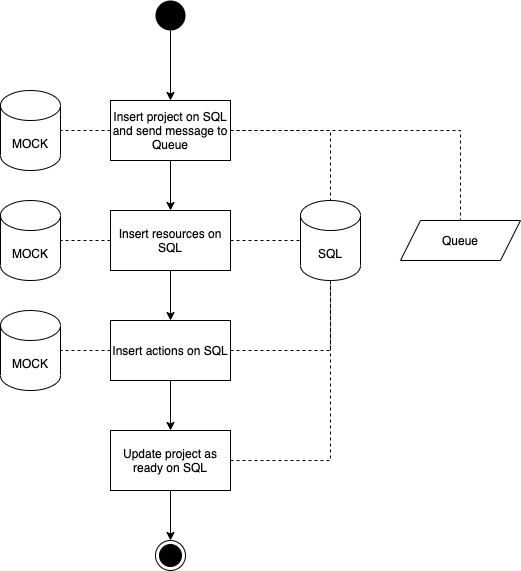 Insert project on SQL
and send message to
Queue
MOCK
Insert resources on
SQL
MOCK
SQL
Queue
Insert actions on SQL
MOCK
Update project as
ready on SQL